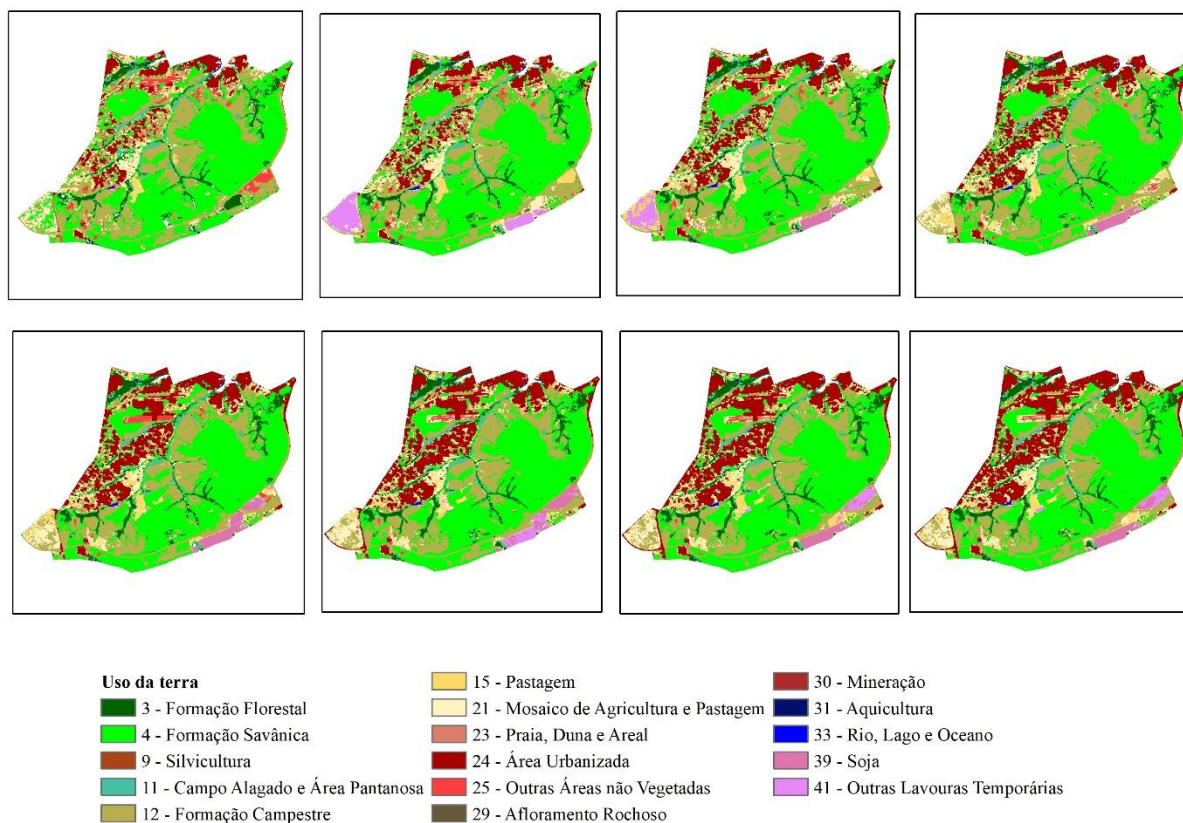 Uso da terra
3 - Formação Florestal
4 - Formação Savânica
9 - Silvicultura
11 - Campo Alagado e Área Pantanosa
12 - Formação Campestre
15 - Pastagem
21 - Mosaico de Agricultura e Pastagem
23 - Praia, Duna e Areal
24 - Área Urbanizada
25 - Outras Áreas não Vegetadas
29 - Afloramento Rochoso
30 - Mineração
31 - Aquicultura
33 - Rio, Lago e Oceano
39 - Soja
41 - Outras Lavouras Temporárias